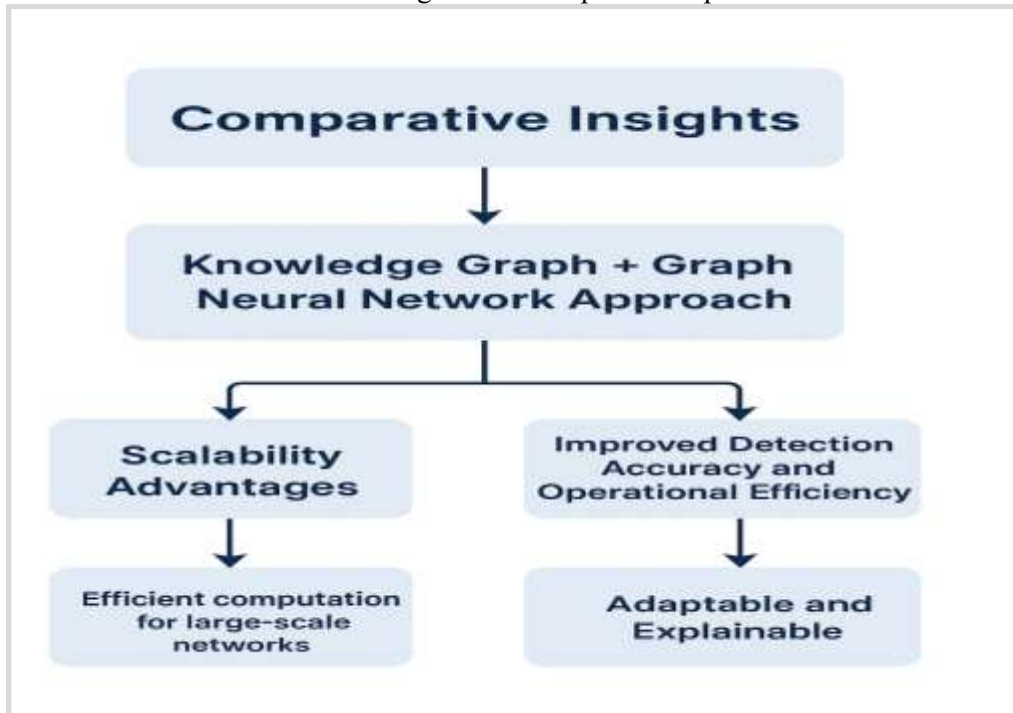 Comparative Insights
Knowledge Graph + Graph
Neural Network Approach
Scalability
Advantages
Improved Detection
Accuracy and
Operational Efficiency
Efficient computation
for large-scale
networks
Adaptable and
Explainable